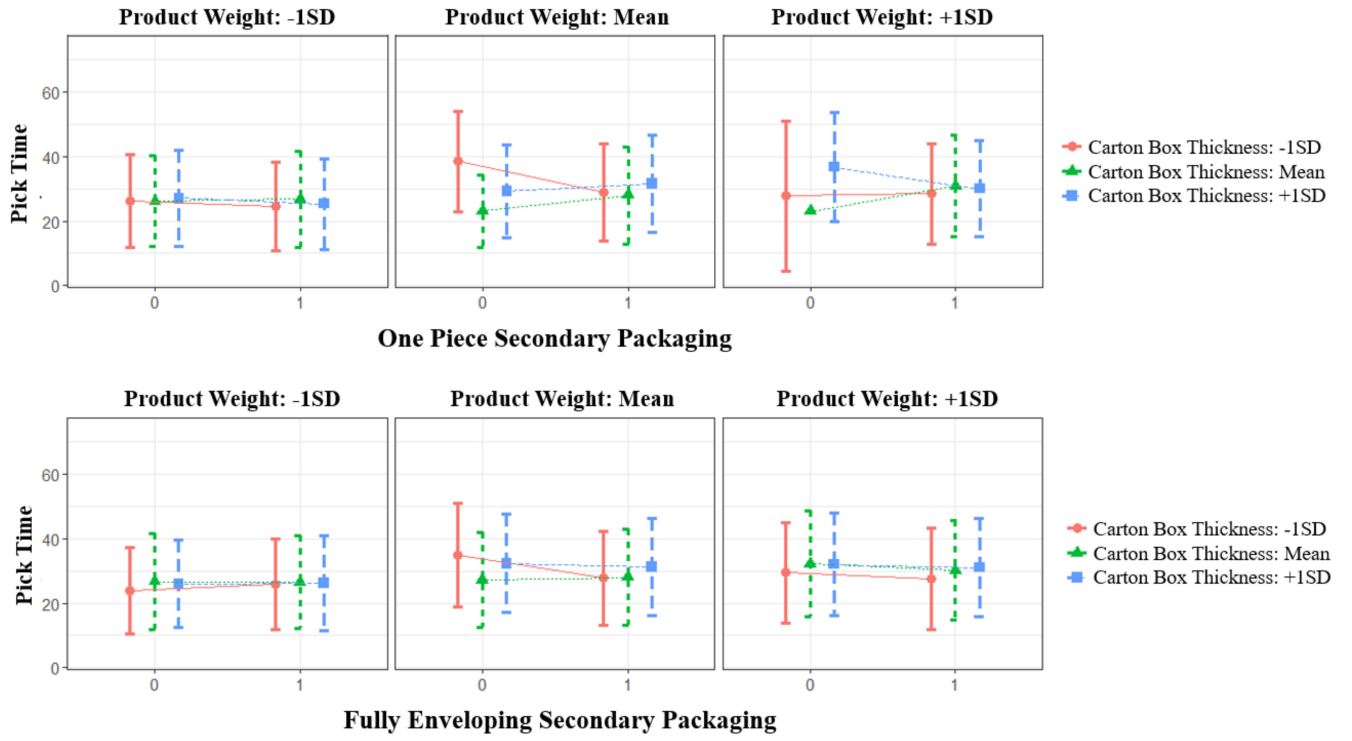 Product Weight: -1SD Product Weight: Mean Product Weight: +1SD
60
40
20
0
Pick Time
0 1 0 1 0 1
One Piece Secondary Packaging
Carton Box Thickness: -1SD
Carton Box Thickness: Mean
Carton Box Thickness: +1SD
Product Weight: -1SD Product Weight: Mean Product Weight: +1SD
60
40
20
0
Pick Time
0 1 0 1 0 1
Fully Enveloping Secondary Packaging
Carton Box Thickness: -1SD
Carton Box Thickness: Mean
Carton Box Thickness: +1SD